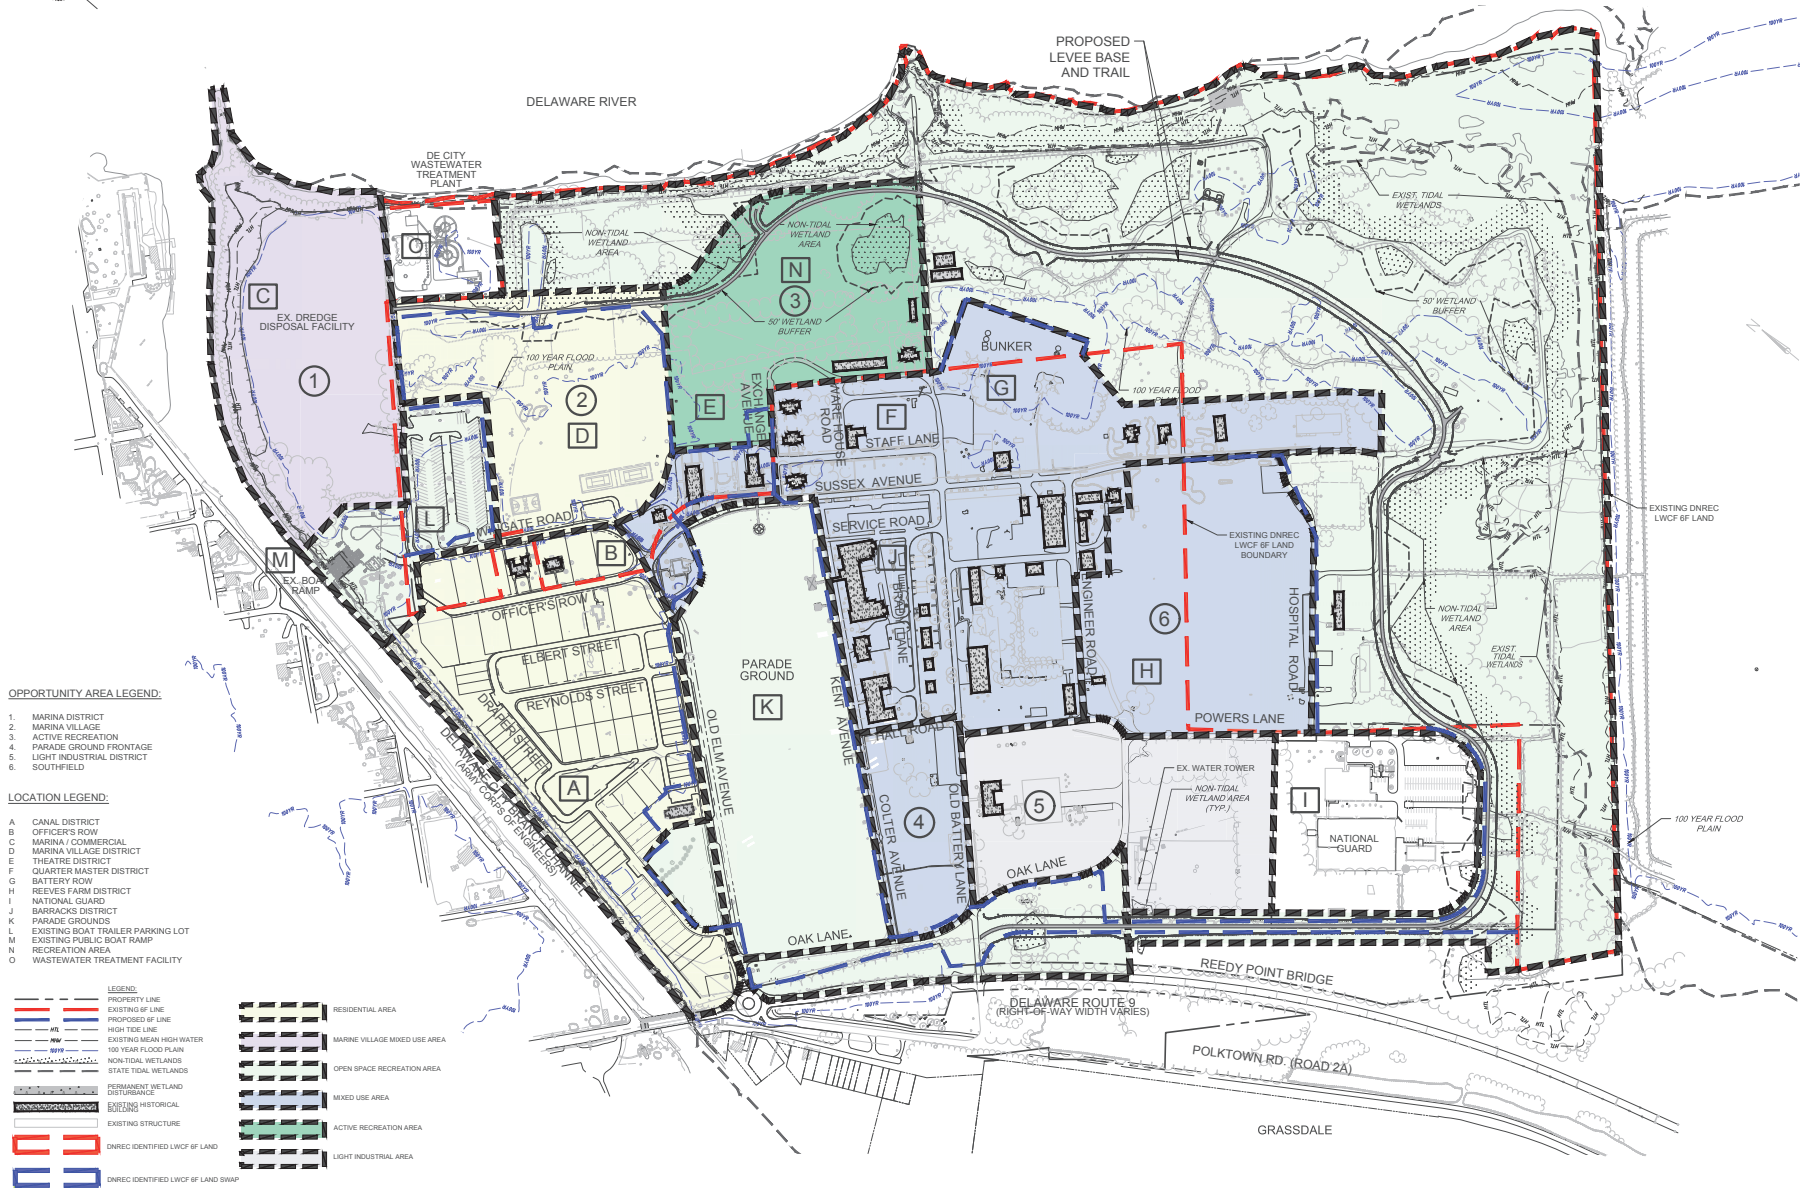 PROPOSED
LEVEE BASE
AND TRAIL
DELAWARE RIVER
DE CITY
WASTEWATER
TREATMENT
PLANT
O
NON-TIDAL
WETLAND
AREA
NON-TIDAL
WETLAND
AREA
N
3
50' WETLAND
BUFFER
EXIST. TIDAL
WETLANDS
50' WETLAND
BUFFER
C
EX. DREDGE
DISPOSAL FACILITY
1
100 YEAR FLOOD
PLAIN
2
D
E
EXCHANGE
AVENUE
WAREHOUSE
ROAD
F
STAFF LANE
SUSSEX AVENUE
SERVICE ROAD
BUNKER
G
100 YEAR FLOOD
L
B
M
EX. BOAT
RAMP
OFFICER'S ROW
ELBERT STREET
REYNOLDS STREET
DRAPER STREET
DELAWARE CITY BRANCH CHANNEL
(ARMY CORPS OF ENGINEERS)
A
PARADE
GROUND
K
OLD ELM AVENUE
KENT AVENUE
J
HALL ROAD
COLTER AVENUE
4
OLD BATTERY LANE
ENGINEER ROAD
EXISTING DNREC
LWCF 6F LAND
BOUNDARY
6
H
HOSPITAL ROAD
POWERS LANE
EXISTING DNREC
LWCF 6F LAND
NON-TIDAL
WETLAND
AREA
EXIST.
TIDAL
WETLANDS
5
EX. WATER TOWER
NON-TIDAL
WETLAND AREA
(TYP.)
I
NATIONAL
GUARD
100 YEAR FLOOD
PLAIN
OAK LANE
OAK LANE
REEDY POINT BRIDGE
DELAWARE ROUTE 9
(RIGHT-OF-WAY WIDTH VARIES)
POLKTOWN RD. (ROAD 2A)
GRASSDALE
OPPORTUNITY AREA LEGEND:
1. MARINA DISTRICT
2. MARINA VILLAGE
3. ACTIVE RECREATION
4. PARADE GROUND FRONTAGE
5. LIGHT INDUSTRIAL DISTRICT
6. SOUTHFIELD
LOCATION LEGEND:
A CANAL DISTRICT
B OFFICER'S ROW
C MARINA / COMMERCIAL
D MARINA VILLAGE DISTRICT
E THEATRE DISTRICT
F QUARTER MASTER DISTRICT
G BATTERY ROW
H REEVES FARM DISTRICT
I NATIONAL GUARD
J BARRACKS DISTRICT
K PARADE GROUNDS
L EXISTING BOAT TRAILER PARKING LOT
M EXISTING PUBLIC BOAT RAMP
N RECREATION AREA
O WASTEWATER TREATMENT FACILITY
LEGEND:
PROPERTY LINE
EXISTING 6F LINE
PROPOSED 6F LINE
HTL HIGH TIDE LINE
MHW EXISTING MEAN HIGH WATER
100YR 100 YEAR FLOOD PLAIN
NON-TIDAL WETLANDS
STATE TIDAL WETLANDS
PERMANENT WETLAND
DISTURBANCE
EXISTING HISTORICAL
BUILDING
EXISTING STRUCTURE
DNREC IDENTIFIED LWCF 6F LAND
DNREC IDENTIFIED LWCF 6F LAND SWAP
RESIDENTIAL AREA
MARINE VILLAGE MIXED USE AREA
OPEN SPACE RECREATION AREA
MIXED USE AREA
ACTIVE RECREATION AREA
LIGHT INDUSTRIAL AREA